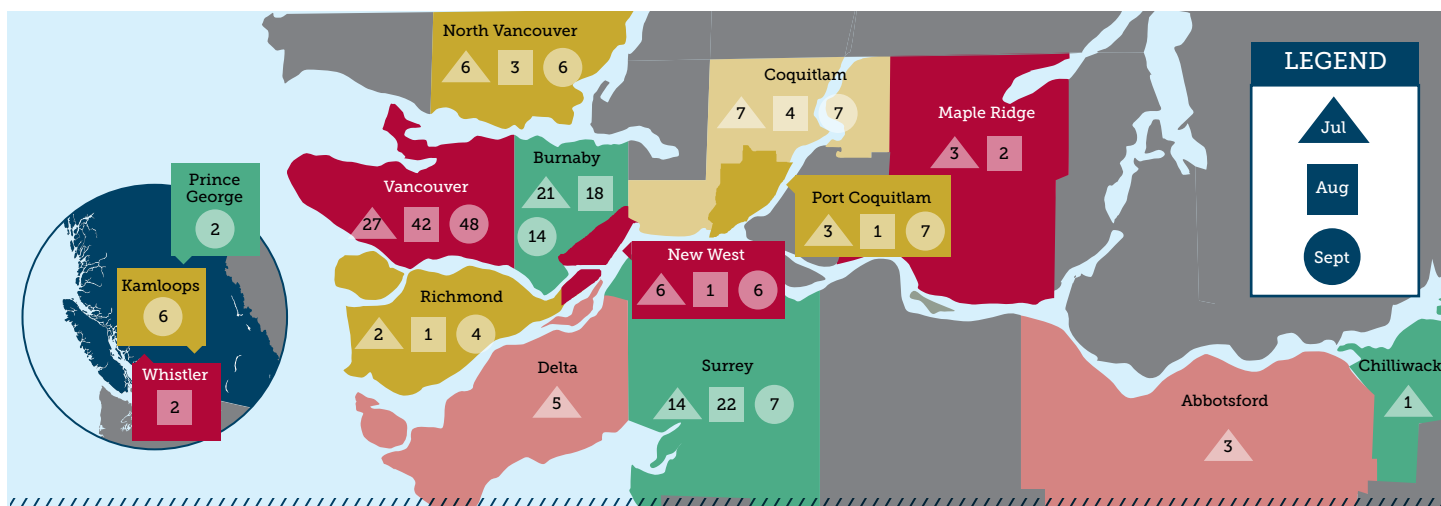 North Vancouver
6 3 6
Coquitlam
7 4 7
Maple Ridge
3 2
LEGEND
Jul
Aug
Sept
Prince
George
2
Kamloops
6
Whistler
2
Vancouver
27 42 48
Burnaby
21 18
14
Port Coquitlam
3 1 7
New West
6 1 6
Richmond
2 1 4
Delta
5
Surrey
14 22 7
Abbotsford
3
Chilliwack
1